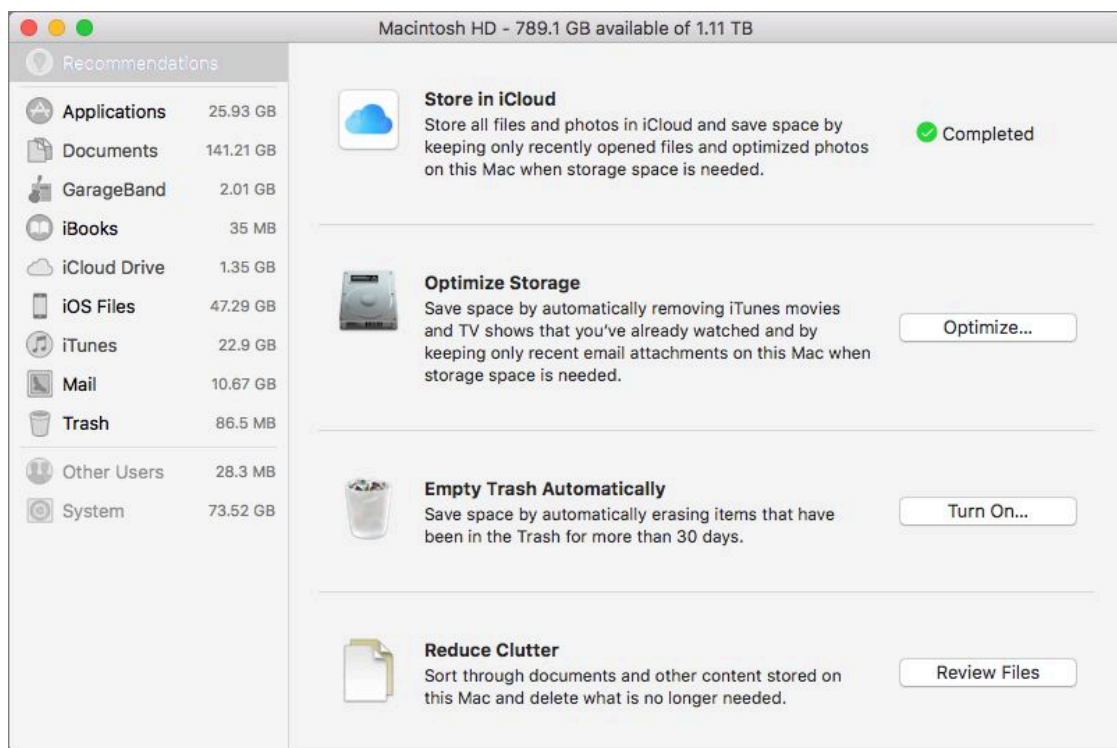 Macintosh HD - 789.1 GB available of 1.11 TB
Recommendations
Applications 25.93 GB
Documents 141.21 GB
GarageBand 2.01 GB
iBooks 35 MB
iCloud Drive 1.35 GB
iOS Files 47.29 GB
iTunes 22.9 GB
Mail 10.67 GB
Trash 86.5 MB
Other Users 28.3 MB
System 73.52 GB
Store in iCloud
Store all files and photos in iCloud and save space by
keeping only recently opened files and optimized photos
on this Mac when storage space is needed.
Completed
Optimize Storage
Save space by automatically removing iTunes movies
and TV shows that you’ve already watched and by
keeping only recent email attachments on this Mac when
storage space is needed.
Optimize...
Empty Trash Automatically
Save space by automatically erasing items that have
been in the Trash for more than 30 days.
Turn On...
Reduce Clutter
Sort through documents and other content stored on
this Mac and delete what is no longer needed.
Review Files